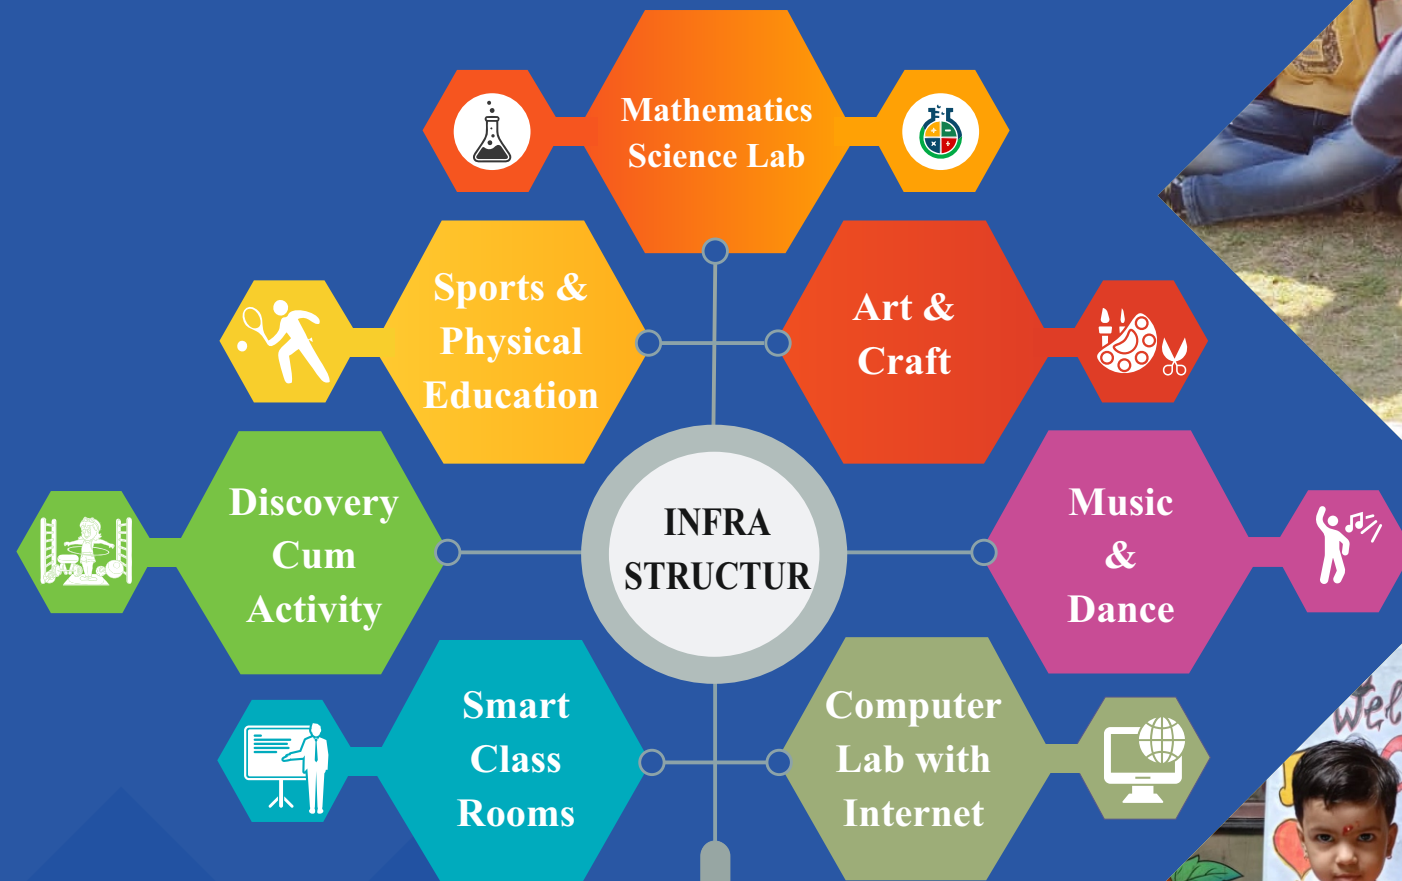 Mathematics
Science Lab
Sports &
Physical
Education
Art &
Craft
Discovery
Cum
Activity
INFRA
STRUCTUR
Music
&
Dance
Smart
Class
Rooms
Computer
Lab with
Internet
Wel